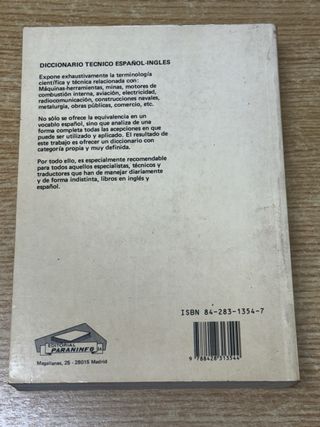 DICCIONARIO TECNICO ESPAÑOL-INGLES
Expone exhaustivamente la terminología
científica y técnica relacionada con:
Máquinas-herramientas, minas, motores de
combustión interna, aviación, electricidad,
radiocomunicación, construcciones navales,
metalurgia, obras públicas, comercio, etc.
No sólo se ofrece la equivalencia en un
vocablo español, sino que analiza de una
forma completa todas las acepciones en que
puede ser utilizado y aplicado. El resultado de
este trabajo es ofrecer un diccionario con
categoría propia y muy definida.
Por todo ello, es especialmente recomendable
para todos aquellos especialistas, técnicos y
traductores que han de manejar diariamente
y de forma indistinta, libros en inglés y
español.
ISBN 84-283-1354-7
9 788428 313544
EDITORIAL
PARANINFO SA
Magallanes, 25 - 28015 Madrid